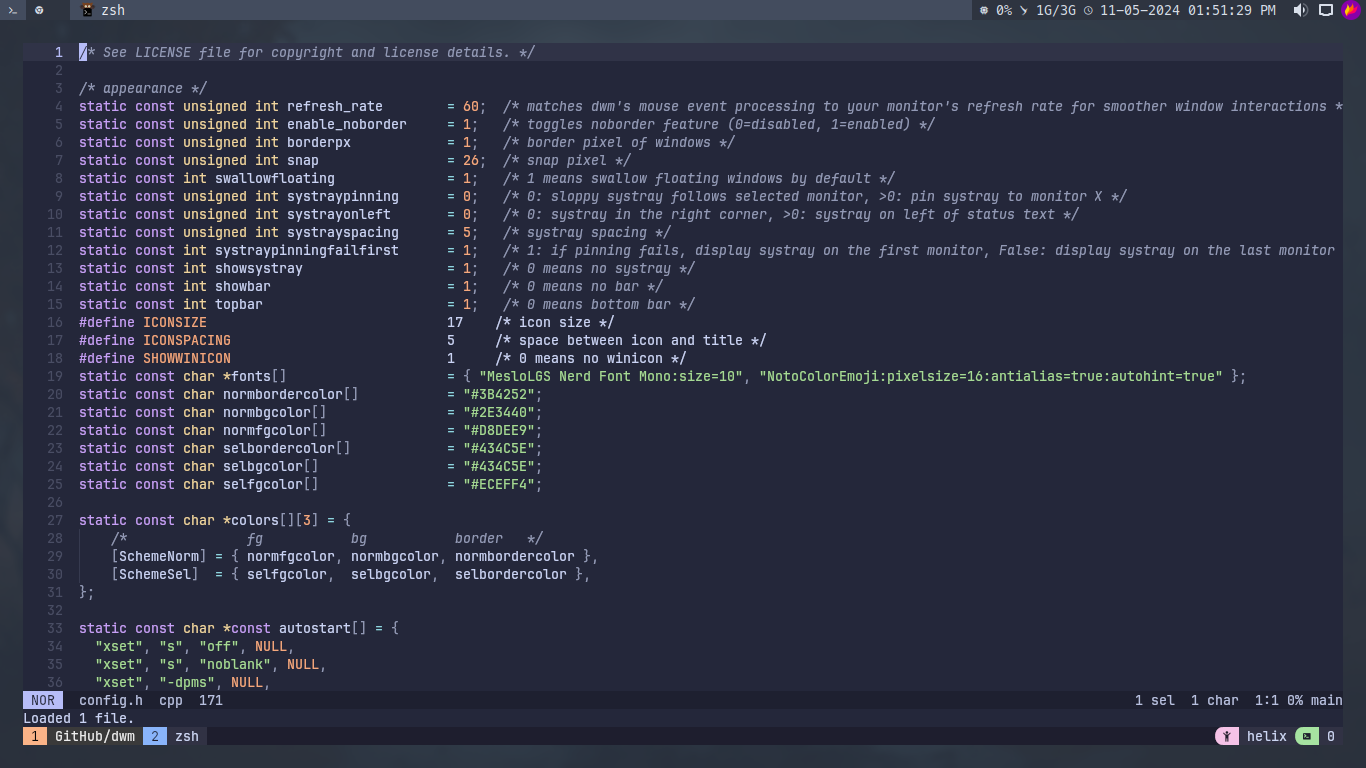 zsh 0% 1G/3G 11-05-2024 01:51:29 PM
1 /* See LICENSE file for copyright and license details. */
2
3 /* appearance */
4 static const unsigned int refresh_rate        = 60;  /* matches dwm's mouse event processing to your monitor's refresh rate for smoother window interactions *
5 static const unsigned int enable_noborder     = 1;   /* toggles noborder feature (0=disabled, 1=enabled) */
6 static const unsigned int borderpx            = 1;   /* border pixel of windows */
7 static const unsigned int snap                = 26;  /* snap pixel */
8 static const int swallowfloating              = 1;   /* 1 means swallow floating windows by default */
9 static const unsigned int systraypinning      = 0;   /* 0: sloppy systray follows selected monitor, >0: pin systray to monitor X */
10 static const unsigned int systrayonleft       = 0;   /* 0: systray in the right corner, >0: systray on left of status text */
11 static const unsigned int systrayspacing      = 5;   /* systray spacing */
12 static const int systraypinningfailfirst      = 1;   /* 1: if pinning fails, display systray on the first monitor, False: display systray on the last monitor
13 static const int showsystray                  = 1;   /* 0 means no systray */
14 static const int showbar                      = 1;   /* 0 means no bar */
15 static const int topbar                       = 1;   /* 0 means bottom bar */
16 #define ICONSIZE                              17    /* icon size */
17 #define ICONSPACING                           5     /* space between icon and title */
18 #define SHOWWINICON                           1     /* 0 means no winicon */
19 static const char *fonts[]                    = { "MesloLGS Nerd Font Mono:size=10", "NotoColorEmoji:pixelsize=16:antialias=true:autohint=true" };
20 static const char normbordercolor[]           = "#3B4252";
21 static const char normbgcolor[]               = "#2E3440";
22 static const char normfgcolor[]               = "#D8DEE9";
23 static const char selbordercolor[]            = "#434C5E";
24 static const char selbgcolor[]                = "#434C5E";
25 static const char selfgcolor[]                = "#ECEFF4";
26
27 static const char *colors[][3] = {
28     /*               fg           bg           border   */
29     [SchemeNorm] = { normfgcolor, normbgcolor, normbordercolor },
30     [SchemeSel]  = { selfgcolor,  selbgcolor,  selbordercolor },
31 };
32
33 static const char *const autostart[] = {
34   "xset", "s", "off", NULL,
35   "xset", "s", "noblank", NULL,
36   "xset", "-dpms", NULL,
NOR config.h cpp 171 1 sel 1 char 1:1 0% main
Loaded 1 file.
1 GitHub/dwm 2 zsh helix 0